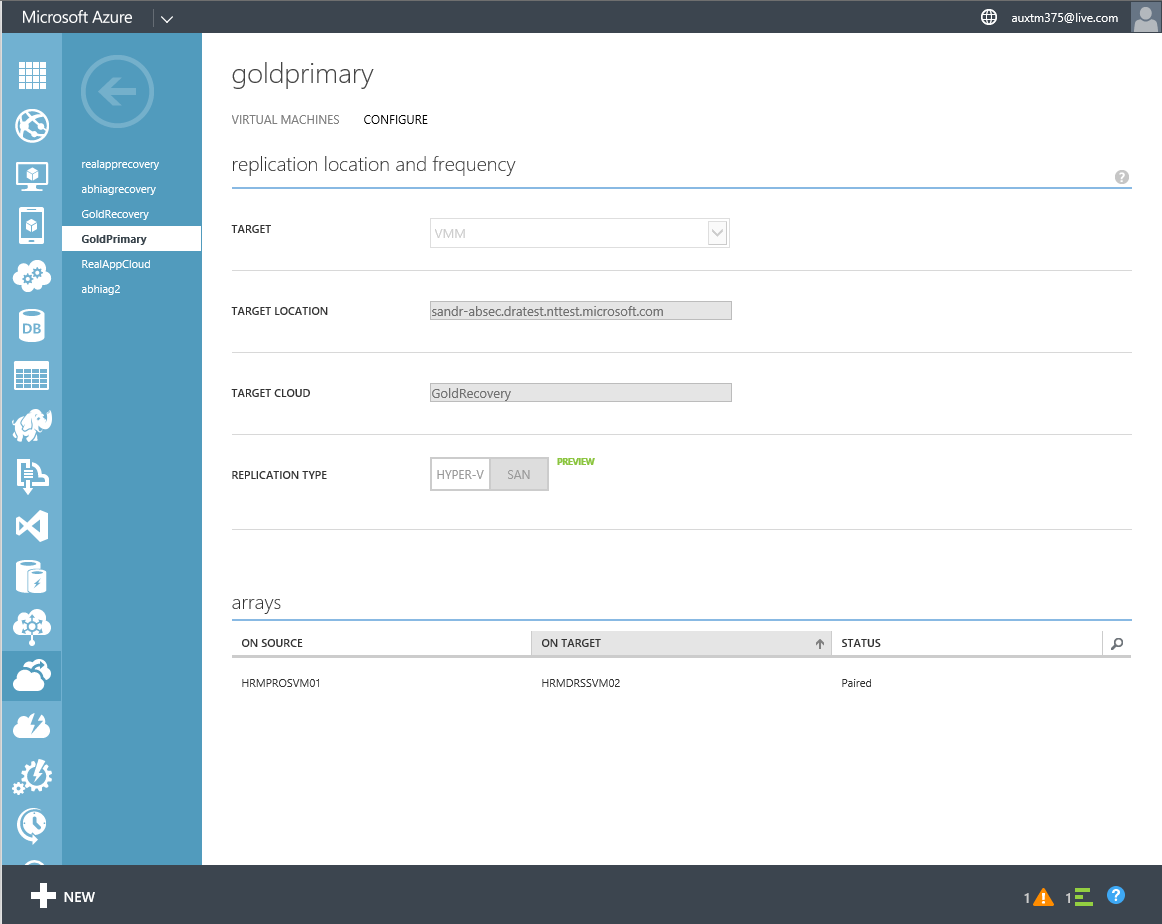 Microsoft Azure
auxtm375@live.com
realapprecovery
abhiagrecovery
GoldRecovery
GoldPrimary
RealAppCloud
abhiag2
DB
goldprimary
VIRTUAL MACHINES CONFIGURE
replication location and frequency
?
TARGET VMM
TARGET LOCATION sandr-absec.dratest.nttest.microsoft.com
TARGET CLOUD GoldRecovery
REPLICATION TYPE HYPER-V SAN PREVIEW
arrays
ON SOURCE ON TARGET STATUS
HRMPROSVM01 HRMDRSSVM02 Paired
NEW
1 ! 1 ?